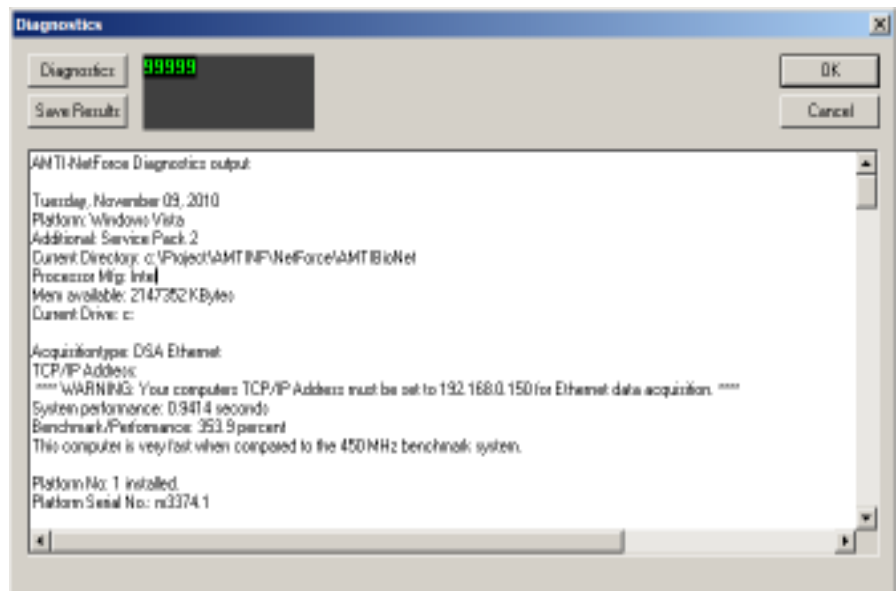 Diagnostics
Diagnostics
99999
OK
Save Results
Cancel
AMTI-NetForce Diagnostics output
Tuesday, November 09, 2010
Platform: Windows Vista
Additional: Service Pack 2
Current Directory: c:\Project\AMTINF\NetForce\AMTIBioNet
Processor Mfg: Intel
Mem available: 2147352 KBytes
Current Drive: c:
Acquisitiontype: DSA Ethernet
TCP/IP Address:
**** WARNING: Your computers TCP/IP Address must be set to 192.168.0.150 for Ethernet data acquisition. ****
System performance: 0.9414 seconds
Benchmark/Performance: 353.9 percent
This computer is very fast when compared to the 450 MHz benchmark system.
Platform No: 1 installed.
Platform Serial No.: m3374.1